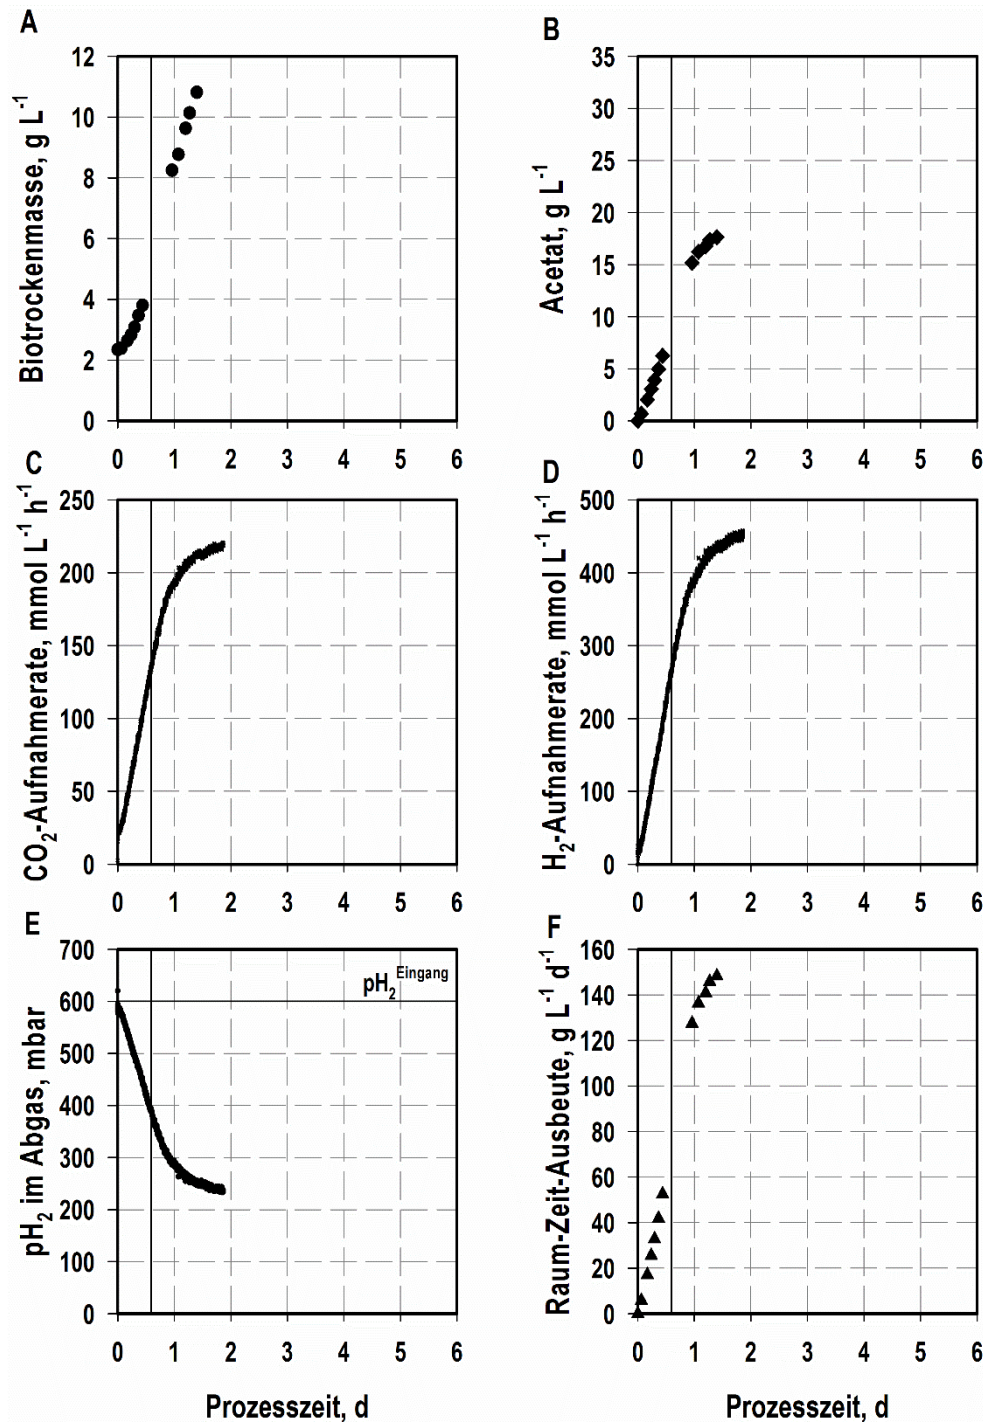 A
Biotrockenmasse, g L⁻¹
12
10
8
6
4
2
0
0 1 2 3 4 5 6
B
Acetat, g L⁻¹
35
30
25
20
15
10
5
0
0 1 2 3 4 5 6
C
CO₂-Aufnahmerate, mmol L⁻¹ h⁻¹
250
200
150
100
50
0
0 1 2 3 4 5 6
D
H₂-Aufnahmerate, mmol L⁻¹ h⁻¹
500
400
300
200
100
0
0 1 2 3 4 5 6
E
pH₂ im Abgas, mbar
700
600
500
400
300
200
100
0
pH₂ᴱⁱⁿᵍᵃⁿᵍ
0 1 2 3 4 5 6
Prozesszeit, d
F
Raum-Zeit-Ausbeute, g L⁻¹ d⁻¹
160
140
120
100
80
60
40
20
0
0 1 2 3 4 5 6
Prozesszeit, d